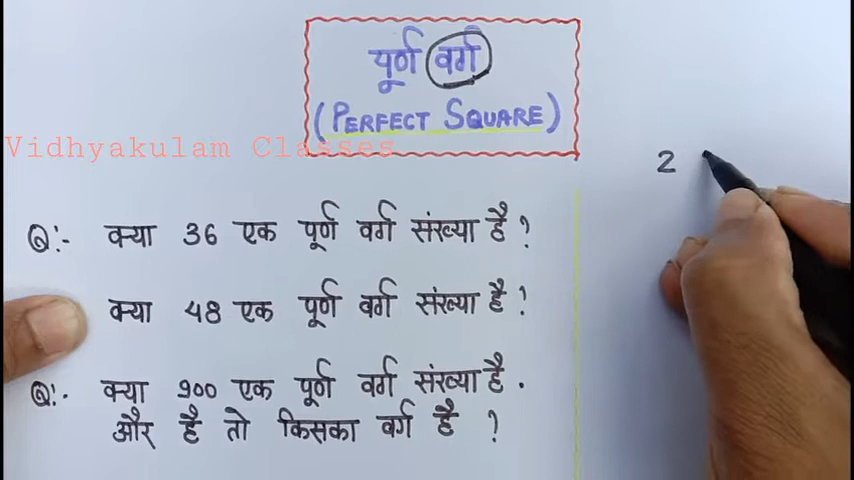 पूर्ण वर्ग
(PERFECT SQUARE)
Vidhyakulam Classes
2
Q:- क्या 36 एक पूर्ण वर्ग संख्या है ?
क्या 48 एक पूर्ण वर्ग संख्या है ?
Q:- क्या 900 एक पूर्ण वर्ग संख्या है .
और है तो किसका वर्ग है ?